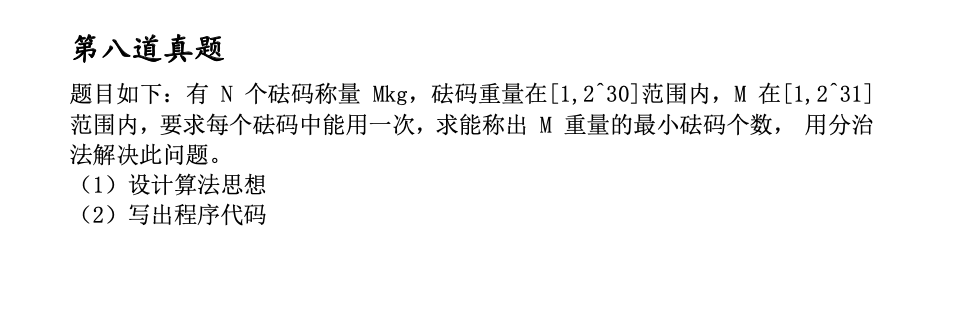 第八道真题
题目如下：有 N 个砝码称量 Mkg，砝码重量在[1,2^30]范围内，M 在[1,2^31]
范围内，要求每个砝码中能用一次，求能称出 M 重量的最小砝码个数， 用分治
法解决此问题。
（1）设计算法思想
（2）写出程序代码